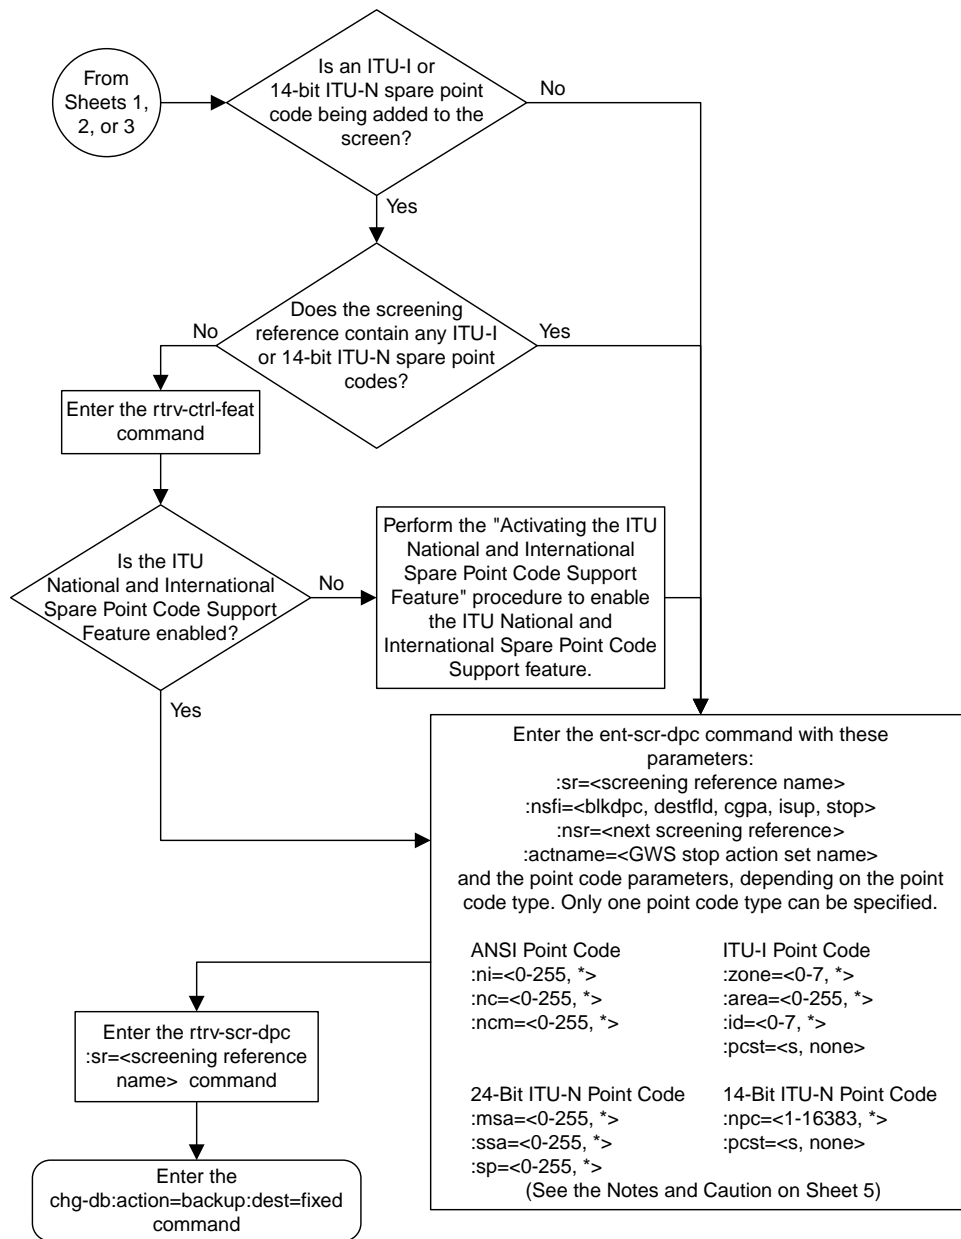 From
Sheets 1,
2, or 3
Is an ITU-I or
14-bit ITU-N spare point
code being added to the
screen?
No
Yes
Does the screening
reference contain any ITU-I
or 14-bit ITU-N spare point
codes?
No
Yes
Enter the rtrv-ctrl-feat
command
Is the ITU
National and International
Spare Point Code Support
Feature enabled?
No
Yes
Perform the "Activating the ITU
National and International
Spare Point Code Support
Feature" procedure to enable
the ITU National and
International Spare Point Code
Support feature.
Enter the ent-scr-dpc command with these
parameters:
:sr=<screening reference name>
:nsfi=<blkdpc, destfld, cgpa, isup, stop>
:nsr=<next screening reference>
:actname=<GWS stop action set name>
and the point code parameters, depending on the point
code type. Only one point code type can be specified.
ANSI Point Code
:ni=<0-255, *>
:nc=<0-255, *>
:ncm=<0-255, *>
ITU-I Point Code
:zone=<0-7, *>
:area=<0-255, *>
:id=<0-7, *>
:pcst=<s, none>
24-Bit ITU-N Point Code
:msa=<0-255, *>
:ssa=<0-255, *>
:sp=<0-255, *>
14-Bit ITU-N Point Code
:npc=<1-16383, *>
:pcst=<s, none>
(See the Notes and Caution on Sheet 5)
Enter the rtrv-scr-dpc
:sr=<screening reference
name> command
Enter the
chg-db:action=backup:dest=fixed
command